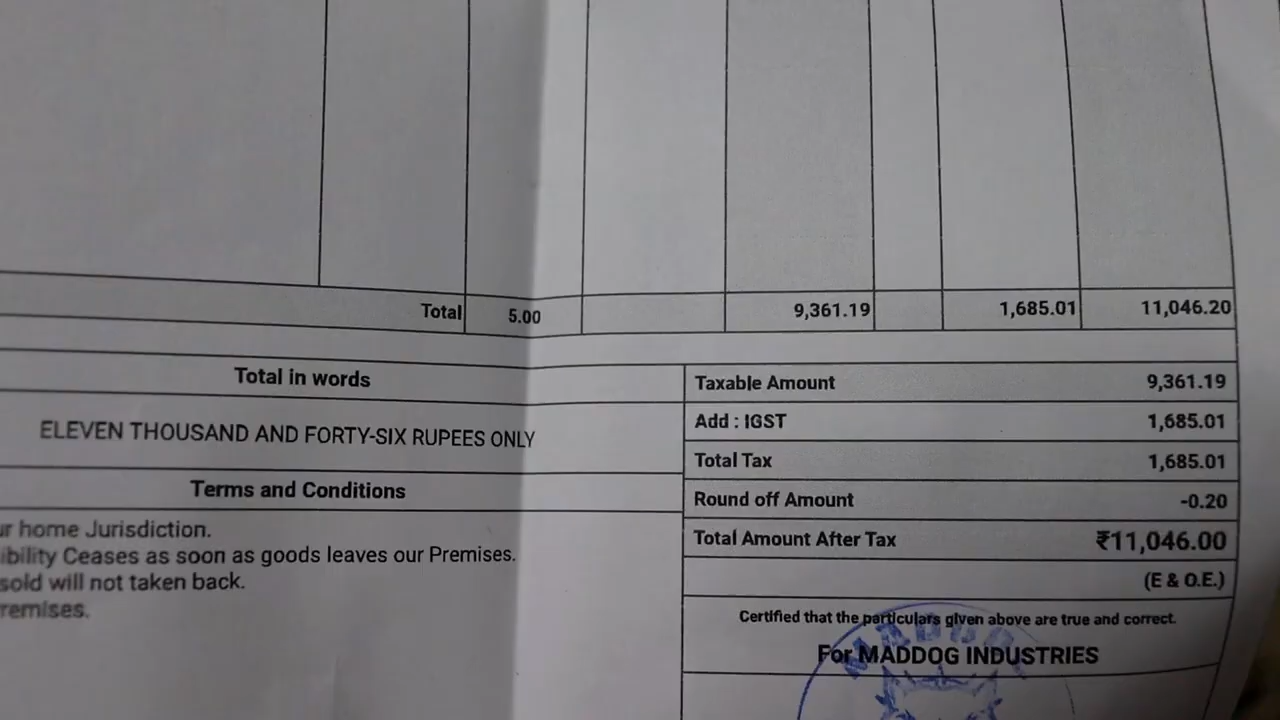 Total 5.00 9,361.19 1,685.01 11,046.20
Total in words
ELEVEN THOUSAND AND FORTY-SIX RUPEES ONLY
Terms and Conditions
home Jurisdiction.
Ceases as soon as goods leaves our Premises.
sold will not taken back.
Taxable Amount 9,361.19
Add : IGST 1,685.01
Total Tax 1,685.01
Round off Amount -0.20
Total Amount After Tax ₹11,046.00
(E & O.E.)
Certified that the particulars given above are true and correct.
For MADDOG INDUSTRIES